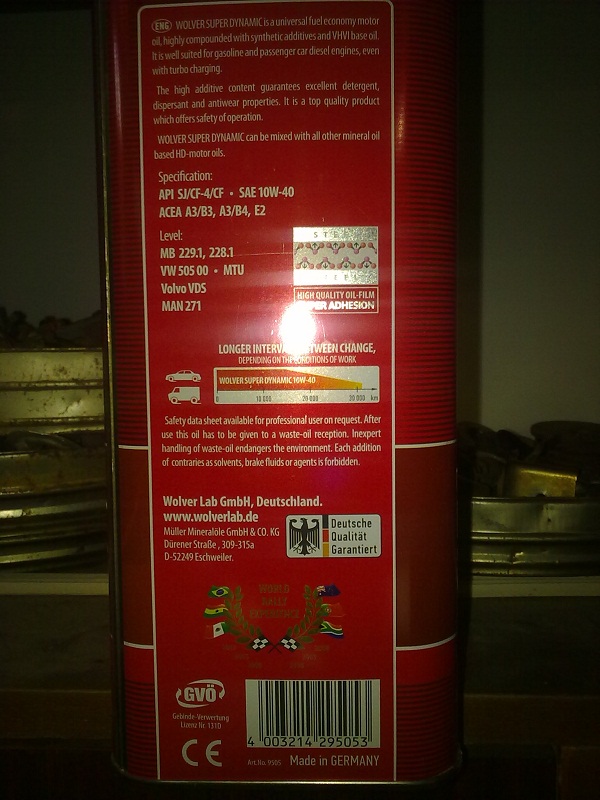 ENG WOLVER SUPER DYNAMIC is a universal fuel economy motor
oil, highly compounded with synthetic additives and VHVI base oil.
It is well suited for gasoline and passenger car diesel engines, even
with turbo charging.
The high additive content guarantees excellent detergent,
dispersant and antiwear properties. It is a top quality product
which offers safety of operation.
WOLVER SUPER DYNAMIC can be mixed with all other mineral oil
based HD-motor oils.
Specification:
API SJ/CF-4/CF • SAE 10W-40
ACEA A3/B3, A3/B4, E2
Level:
MB 229.1, 228.1
VW 505 00 • MTU
Volvo VDS
MAN 271
HIGH QUALITY OIL-FILM
ADHESION
LONGER CHANGE,
DEPENDING ON THE CONDITIONS OF WORK
WOLVER SUPER DYNAMIC 10W-40
0 10 000 20 000 30 000 km
Safety data sheet available for professional user on request. After
use this oil has to be given to a waste-oil reception. Inexpert
handling of waste-oil endangers the environment. Each addition
of contraries as solvents, brake fluids or agents is forbidden.
Wolver Lab GmbH, Deutschland.
www.wolverlab.de
Müller Mineralöle GmbH & CO. KG
Dürener Straße , 309-315a
D-52249 Eschweiler.
Deutsche
Qualität
Garantiert
WORLD
RALLY
EXPERIENCE
GVÖ
Gebinde-Verwertung
Lizenz Nr. 131D
4 003214 295053
CE
Art.No. 9505 Made in GERMANY